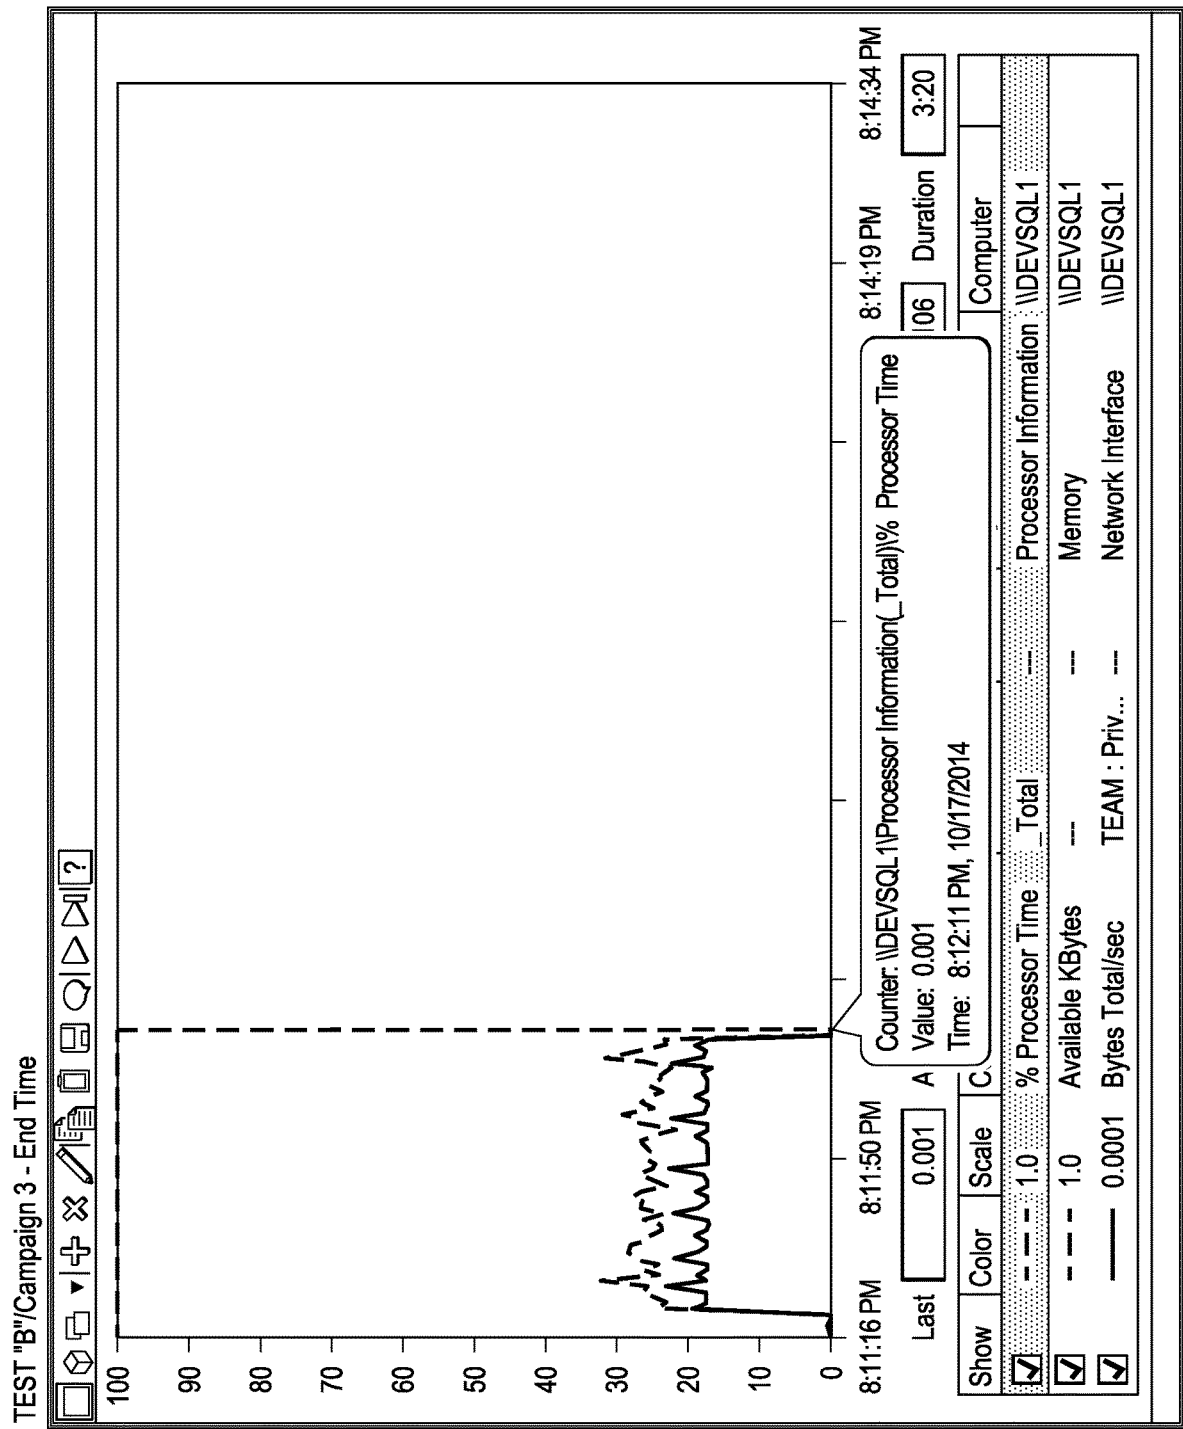 TEST "B"/Campaign 3 - End Time
?
100
90
80
70
60
50
40
30
20
10
0
8:11:16 PM 8:11:50 PM 8:14:19 PM 8:14:34 PM
Last 0.001 A 06 Duration 3:20
Counter: \\DEVSQL1\Processor Information(_Total)\% Processor Time
Value: 0.001
Time: 8:12:11 PM, 10/17/2014
Show Color Scale C Computer
1.0 % Processor Time _Total --- Processor Information \\DEVSQL1
1.0 Available KBytes --- --- Memory \\DEVSQL1
0.0001 Bytes Total/sec TEAM : Priv... --- Network Interface \\DEVSQL1